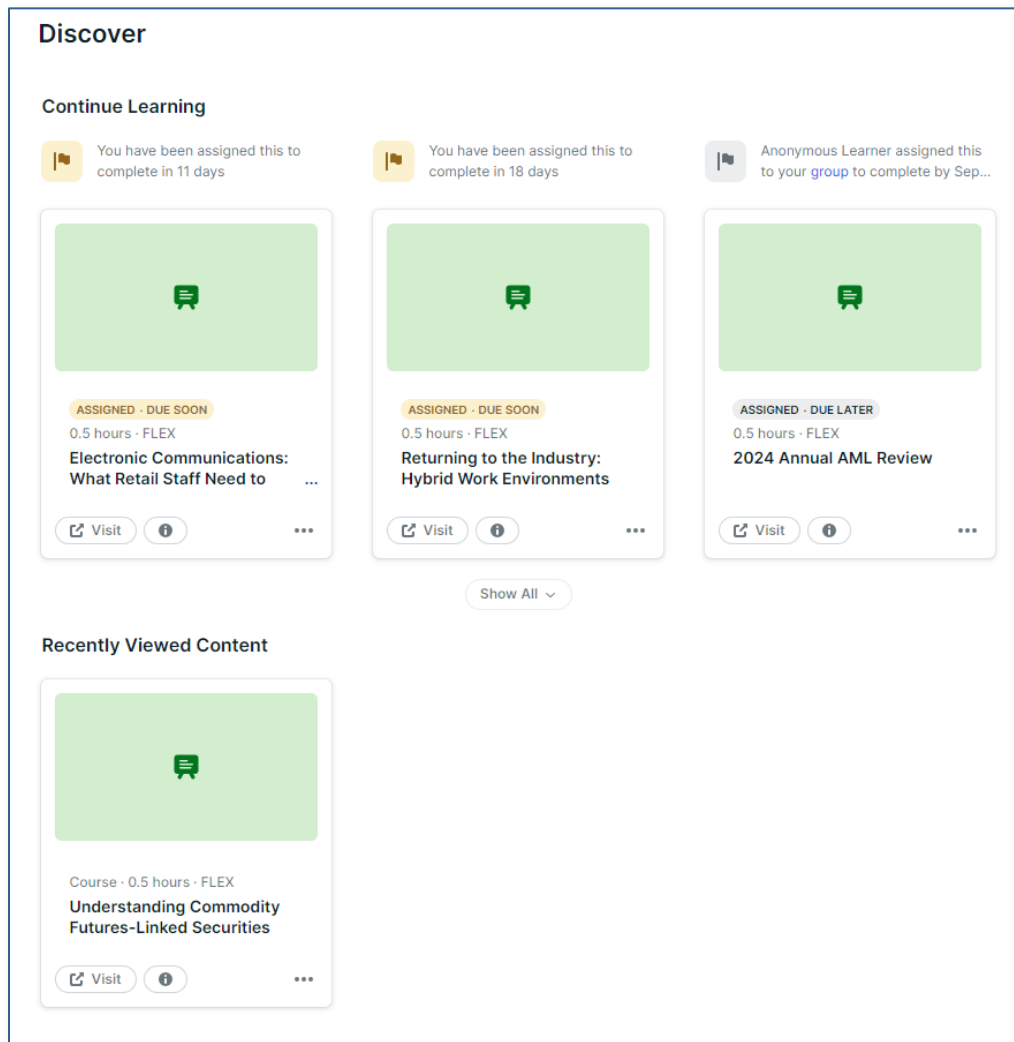 Discover
Continue Learning
You have been assigned this to
complete in 11 days
You have been assigned this to
complete in 18 days
Anonymous Learner assigned this
to your group to complete by Sep...
ASSIGNED · DUE SOON
0.5 hours · FLEX
Electronic Communications:
What Retail Staff Need to ...
Visit
ASSIGNED · DUE SOON
0.5 hours · FLEX
Returning to the Industry:
Hybrid Work Environments
Visit
ASSIGNED · DUE LATER
0.5 hours · FLEX
2024 Annual AML Review
Visit
Show All
Recently Viewed Content
Course · 0.5 hours · FLEX
Understanding Commodity
Futures-Linked Securities
Visit